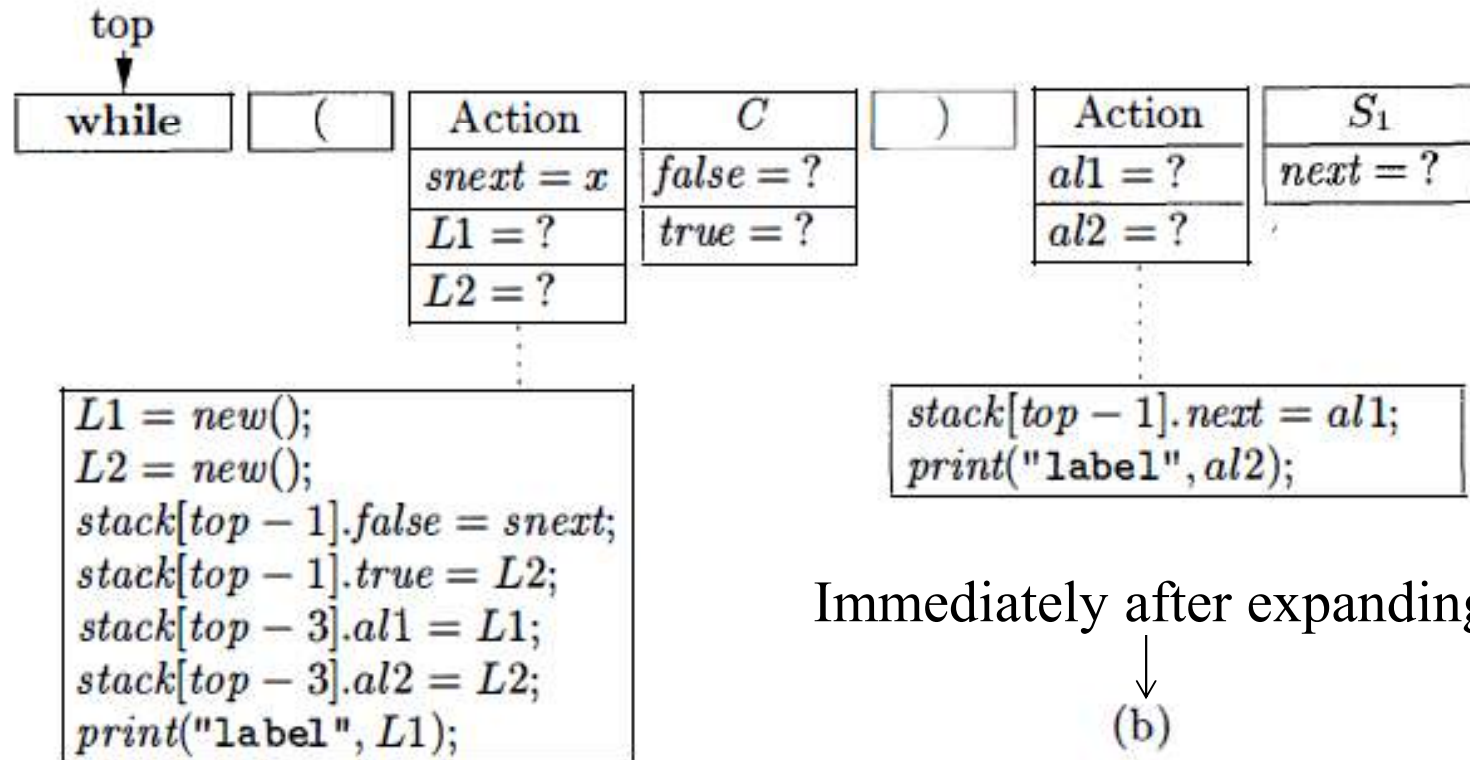 top
while ( Action C ) Action S₁
snext = x false = ? al1 = ? next = ?
L1 = ? true = ? al2 = ?
L2 = ?
L1 = new();
L2 = new();
stack[top − 1].false = snext;
stack[top − 1].true = L2;
stack[top − 3].al1 = L1;
stack[top − 3].al2 = L2;
print("label", L1);
stack[top − 1].next = al1;
print("label", al2);
Immediately after expanding
(b)